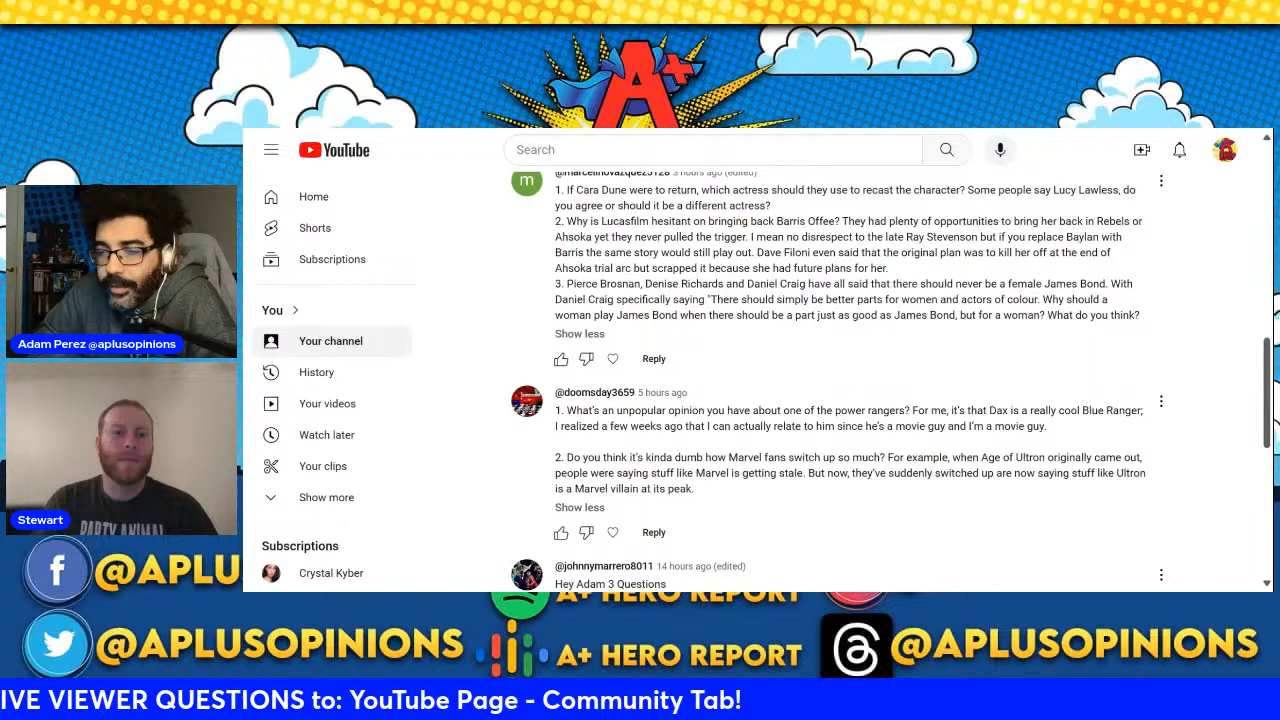 A+
YouTube
Search
Home
Shorts
Subscriptions
You
Your channel
History
Your videos
Watch later
Your clips
Show more
Subscriptions
Crystal Kyber
m
3 hours ago (edited)
1. If Cara Dune were to return, which actress should they use to recast the character? Some people say Lucy Lawless, do
you agree or should it be a different actress?
2. Why is Lucasfilm hesitant on bringing back Barris Offee? They had plenty of opportunities to bring her back in Rebels or
Ahsoka yet they never pulled the trigger. I mean no disrespect to the late Ray Stevenson but if you replace Baylan with
Barris the same story would still play out. Dave Filoni even said that the original plan was to kill her off at the end of
Ahsoka trial arc but scrapped it because she had future plans for her.
3. Pierce Brosnan, Denise Richards and Daniel Craig have all said that there should never be a female James Bond. With
Daniel Craig specifically saying "There should simply be better parts for women and actors of colour. Why should a
woman play James Bond when there should be a part just as good as James Bond, but for a woman? What do you think?
Show less
Reply
@doomsday3659 5 hours ago
1. What's an unpopular opinion you have about one of the power rangers? For me, it's that Dax is a really cool Blue Ranger;
I realized a few weeks ago that I can actually relate to him since he's a movie guy and I'm a movie guy.
2. Do you think it's kinda dumb how Marvel fans switch up so much? For example, when Age of Ultron originally came out,
people were saying stuff like Marvel is getting stale. But now, they've suddenly switched up are now saying stuff like Ultron
is a Marvel villain at its peak.
Show less
Reply
@johnnymarrero8011 14 hours ago (edited)
Hey Adam 3 Questions
Adam Perez @aplusopinions
PARTY ANIMAL
Stewart
f @APLU
A+ HERO REPORT
@APLUSOPINIONS
A+ HERO REPORT
@APLUSOPINIONS
IVE VIEWER QUESTIONS to: YouTube Page - Community Tab!